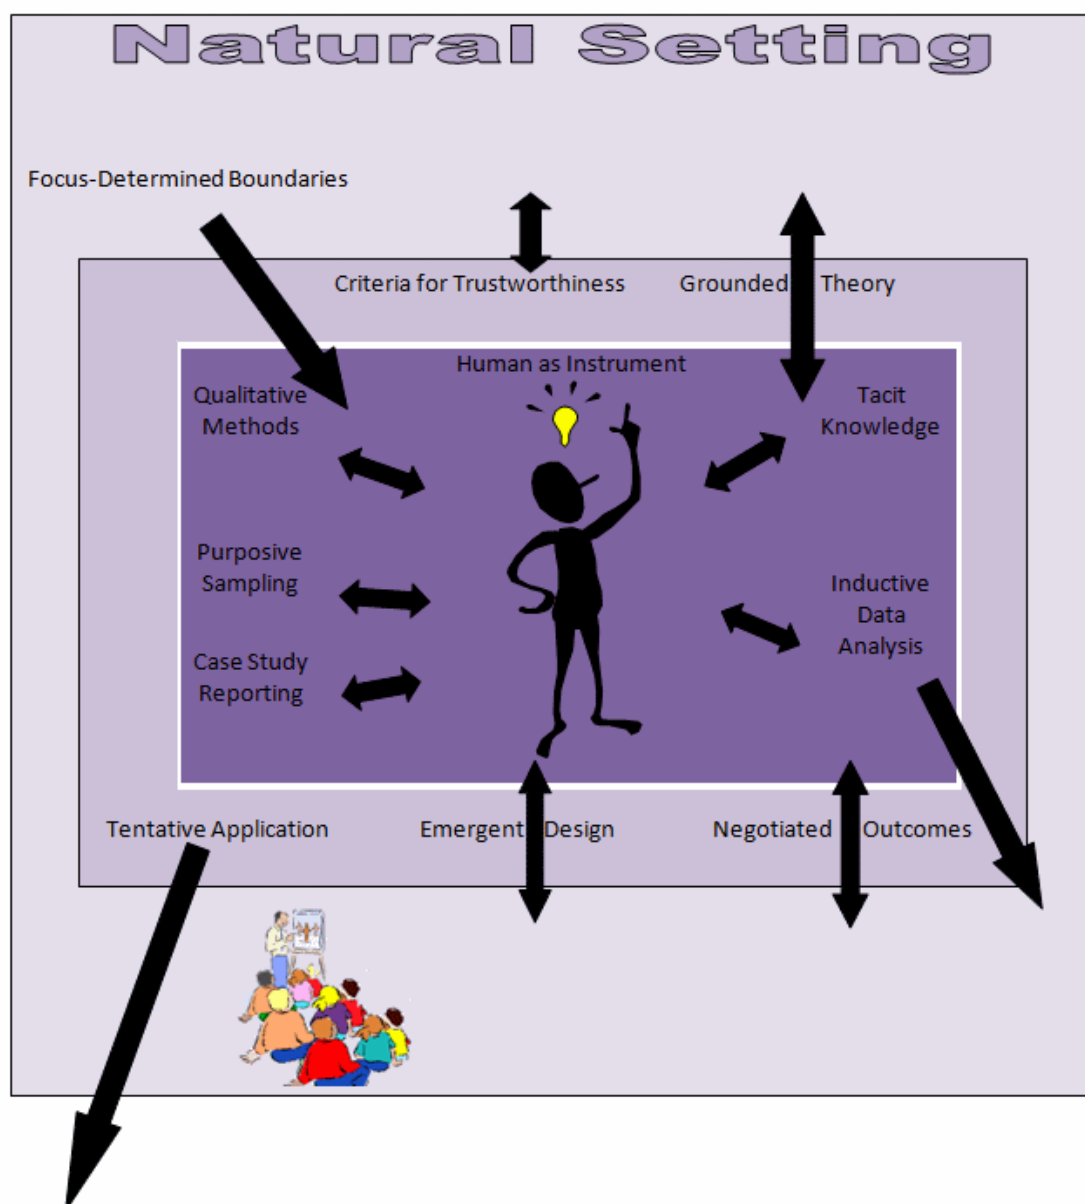 Natural Setting
Focus-Determined Boundaries
Criteria for Trustworthiness
Grounded Theory
Human as Instrument
Qualitative
Methods
Tacit
Knowledge
Purposive
Sampling
Inductive
Data
Analysis
Case Study
Reporting
Tentative Application
Emergent Design
Negotiated Outcomes